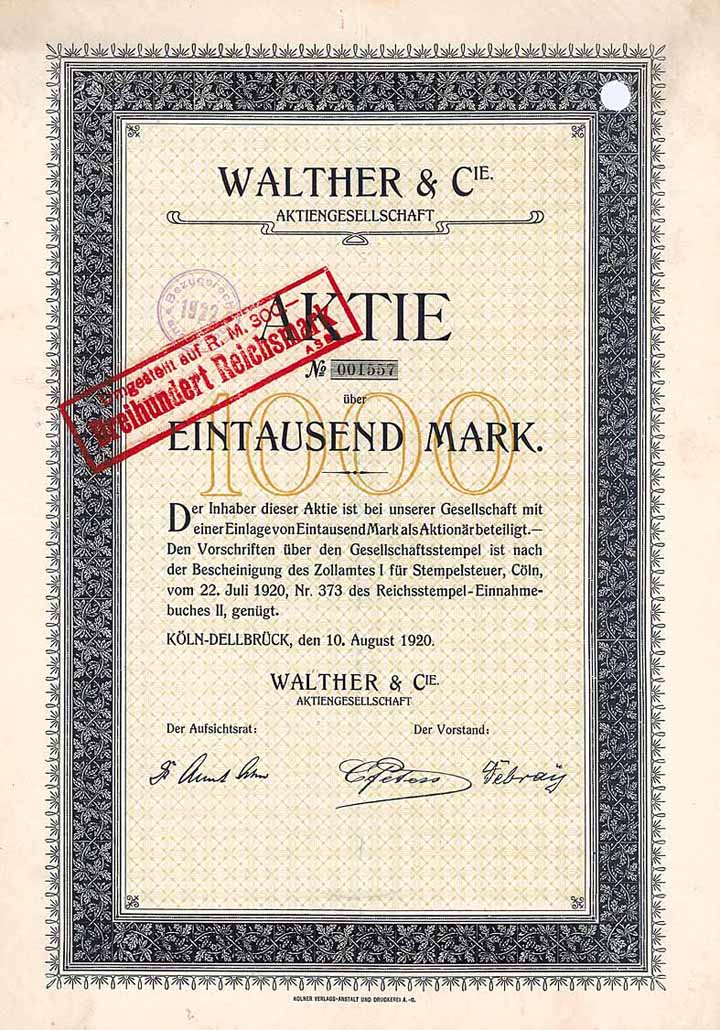 WALTHER & CIE.
AKTIENGESELLSCHAFT
Bezugsrecht
1922
Umgestellt auf R. M. 300.—
Dreihundert Reichsmark
AKTIE
No 001557
über
1000
EINTAUSEND MARK.
Der Inhaber dieser Aktie ist bei unserer Gesellschaft mit
einer Einlage von Eintausend Mark als Aktionär beteiligt.—
Den Vorschriften über den Gesellschaftsstempel ist nach
der Bescheinigung des Zollamtes I für Stempelsteuer, Cöln,
vom 22. Juli 1920, Nr. 373 des Reichsstempel-Einnahme-
buches II, genügt.
KÖLN-DELLBRÜCK, den 10. August 1920.
WALTHER & CIE.
AKTIENGESELLSCHAFT
Der Aufsichtsrat: Der Vorstand:
CPeters
KÖLNER VERLAGS-ANSTALT UND DRUCKEREI A.-G.